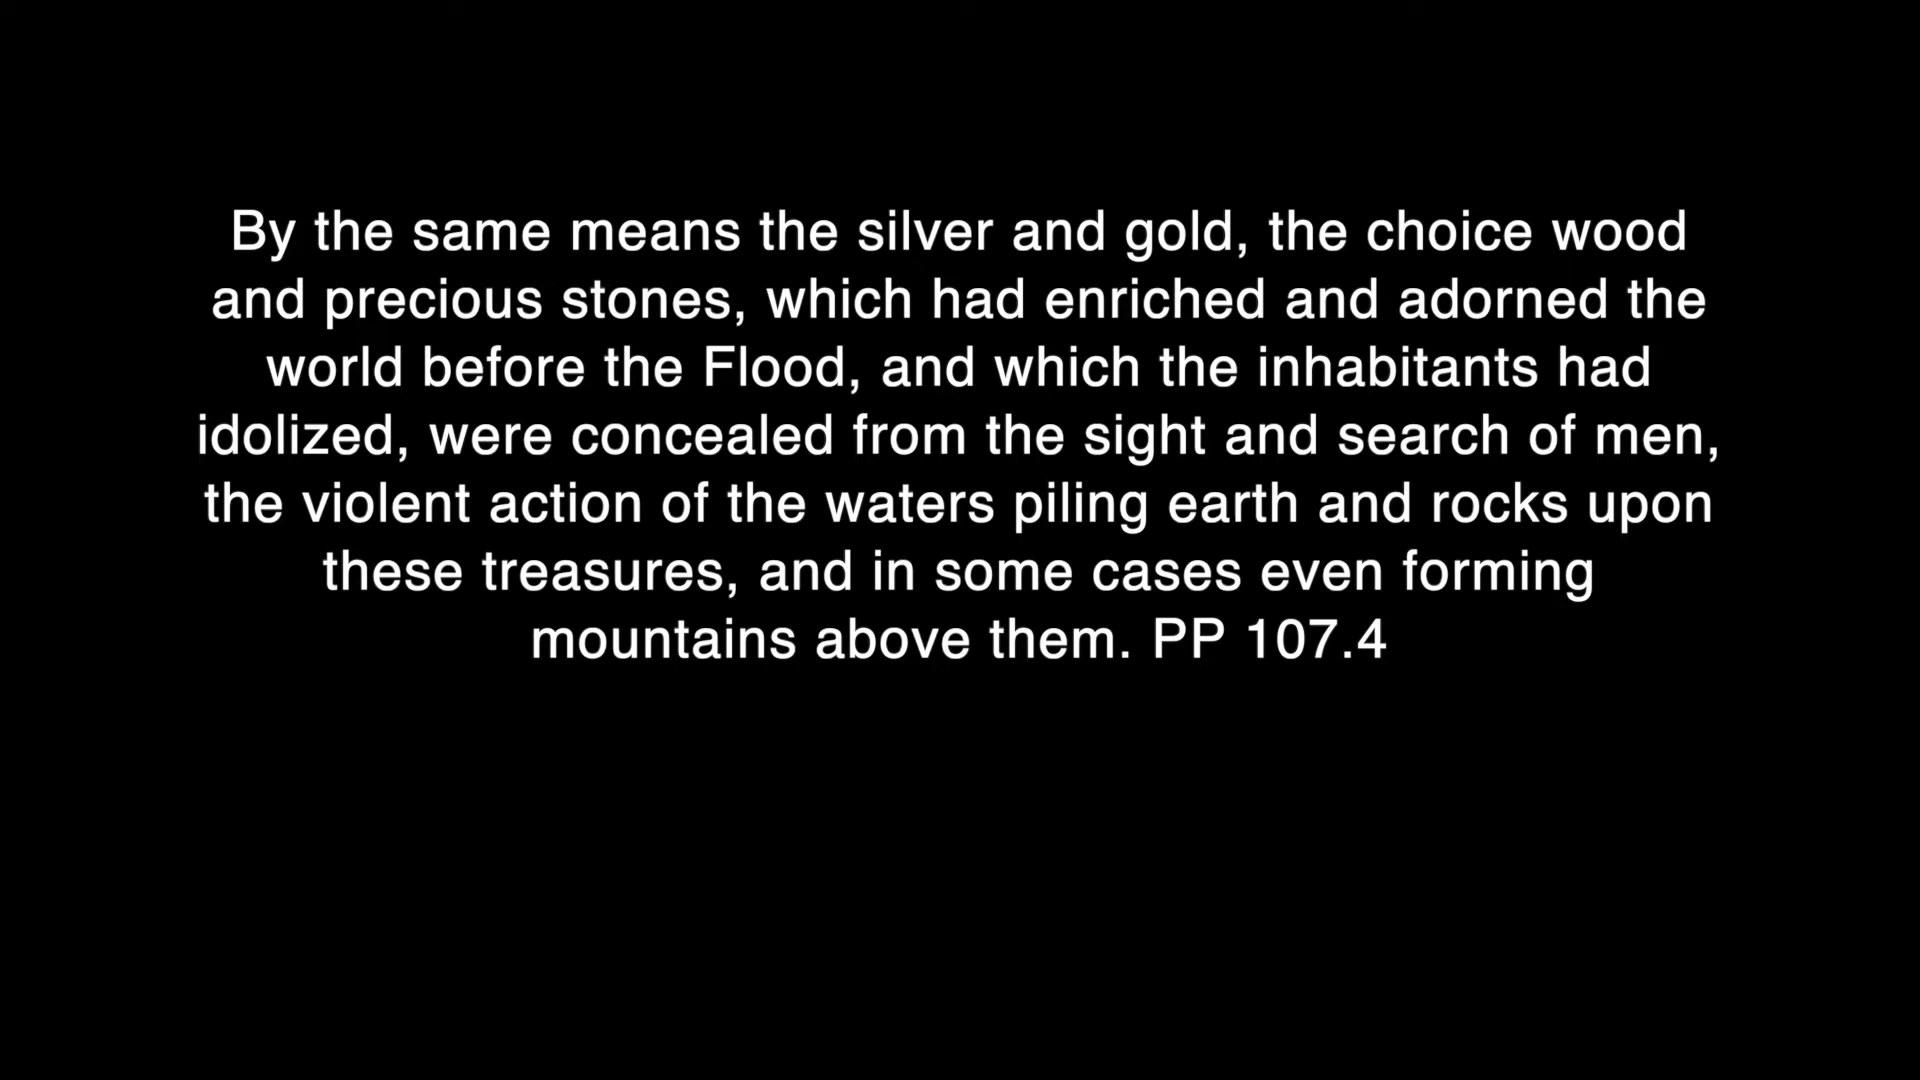 By the same means the silver and gold, the choice wood
and precious stones, which had enriched and adorned the
world before the Flood, and which the inhabitants had
idolized, were concealed from the sight and search of men,
the violent action of the waters piling earth and rocks upon
these treasures, and in some cases even forming
mountains above them. PP 107.4